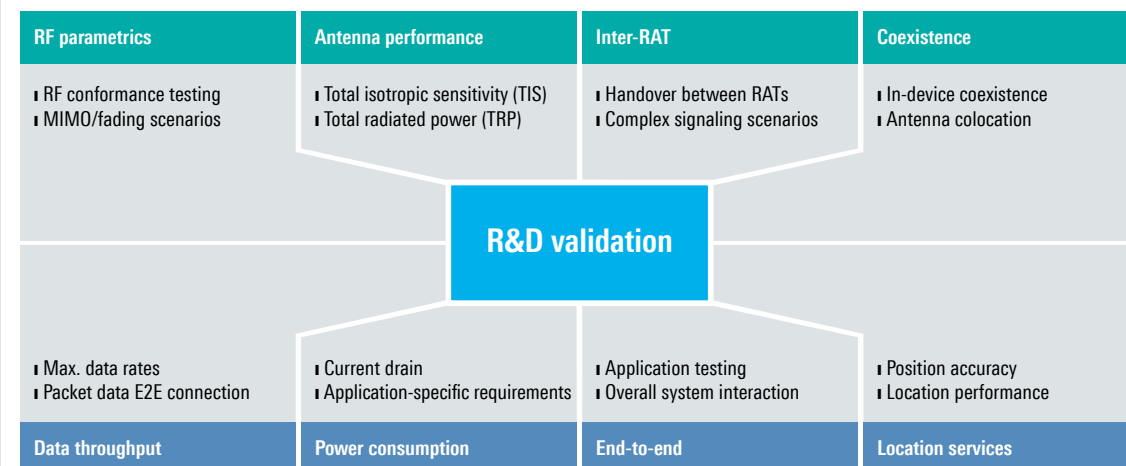 RF parametrics
ı RF conformance testing
ı MIMO/fading scenarios
Antenna performance
ı Total isotropic sensitivity (TIS)
ı Total radiated power (TRP)
Inter-RAT
ı Handover between RATs
ı Complex signaling scenarios
Coexistence
ı In-device coexistence
ı Antenna colocation
R&D validation
ı Max. data rates
ı Packet data E2E connection
Data throughput
ı Current drain
ı Application-specific requirements
Power consumption
ı Application testing
ı Overall system interaction
End-to-end
ı Position accuracy
ı Location performance
Location services